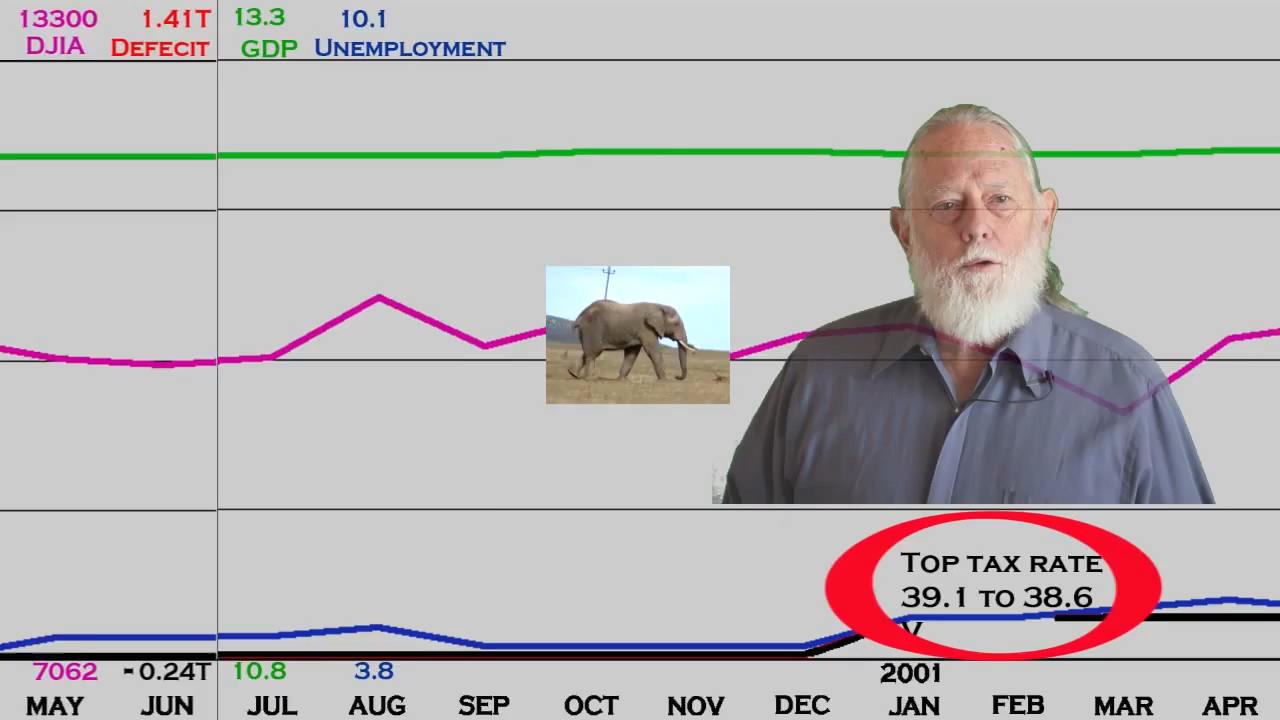 13300 1.41T 13.3 10.1
DJIA Defecit GDP Unemployment
Top tax rate
39.1 to 38.6
V
7062 -0.24T 10.8 3.8 2001
MAY JUN JUL AUG SEP OCT NOV DEC JAN FEB MAR APR